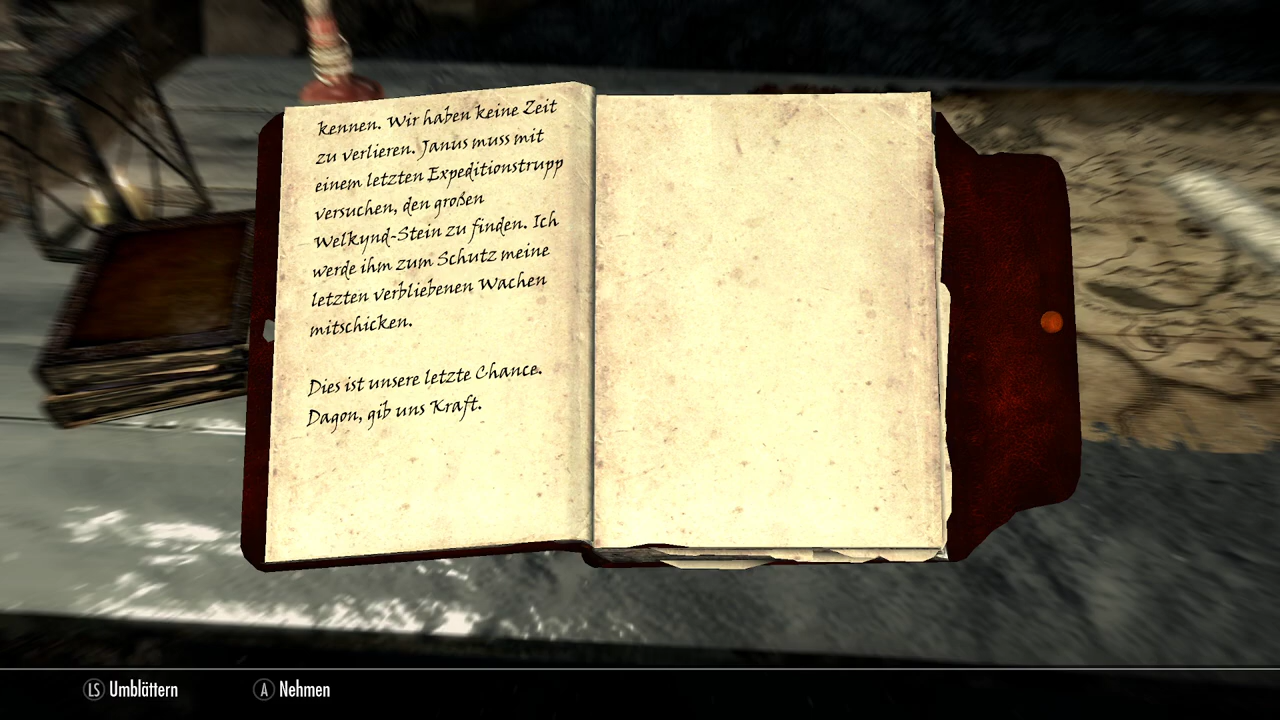 kennen. Wir haben keine Zeit
zu verlieren. Janus muss mit
einem letzten Expeditionstrupp
versuchen, den großen
Welkynd-Stein zu finden. Ich
werde ihm zum Schutz meine
letzten verbliebenen Wachen
mitschicken.
Dies ist unsere letzte Chance.
Dagon, gib uns Kraft.
LS Umblättern
A Nehmen